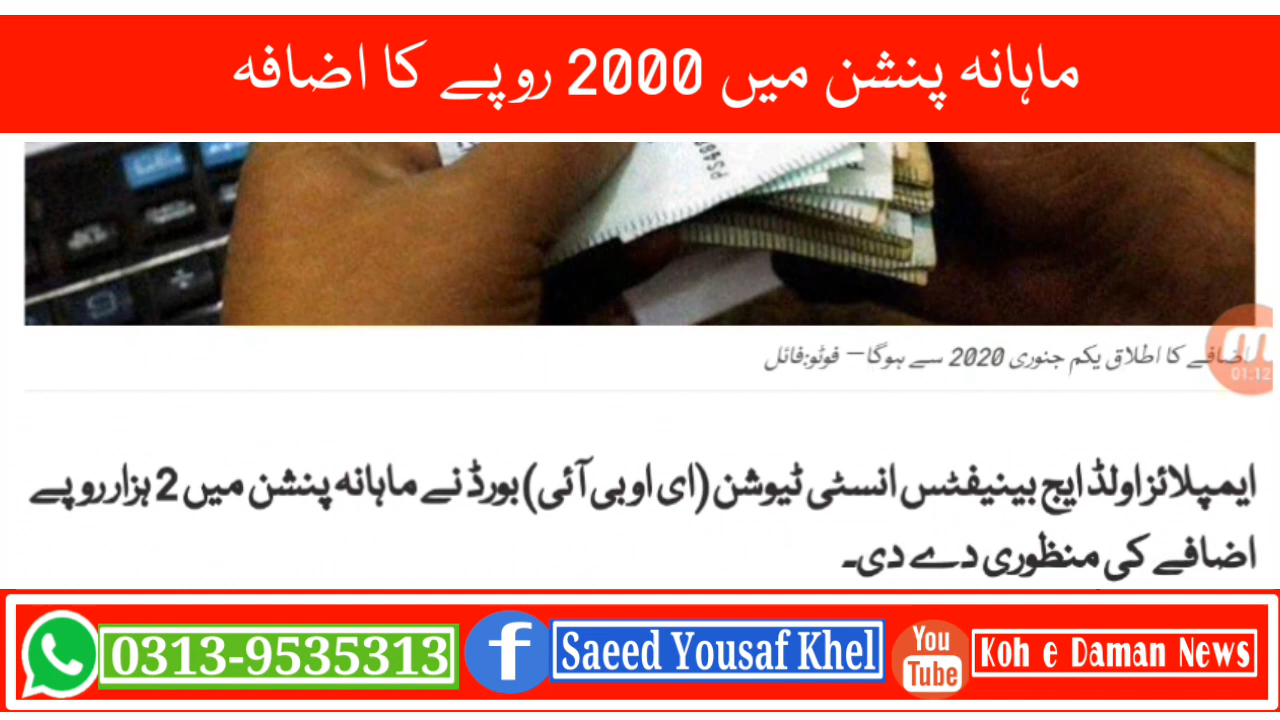 ماہانہ پنشن میں 2000 روپے کا اضافہ
اضافے کا اطلاق یکم جنوری 2020 سے ہوگا— فوٹو:فائل
01:12
ایمپلائز اولڈ ایج بینیفٹس انسٹی ٹیوشن (ای او بی آئی) بورڈ نے ماہانہ پنشن میں 2 ہزار روپے
اضافے کی منظوری دے دی۔
0313-9535313
f Saeed Yousaf Khel
You
Tube
Koh e Daman News